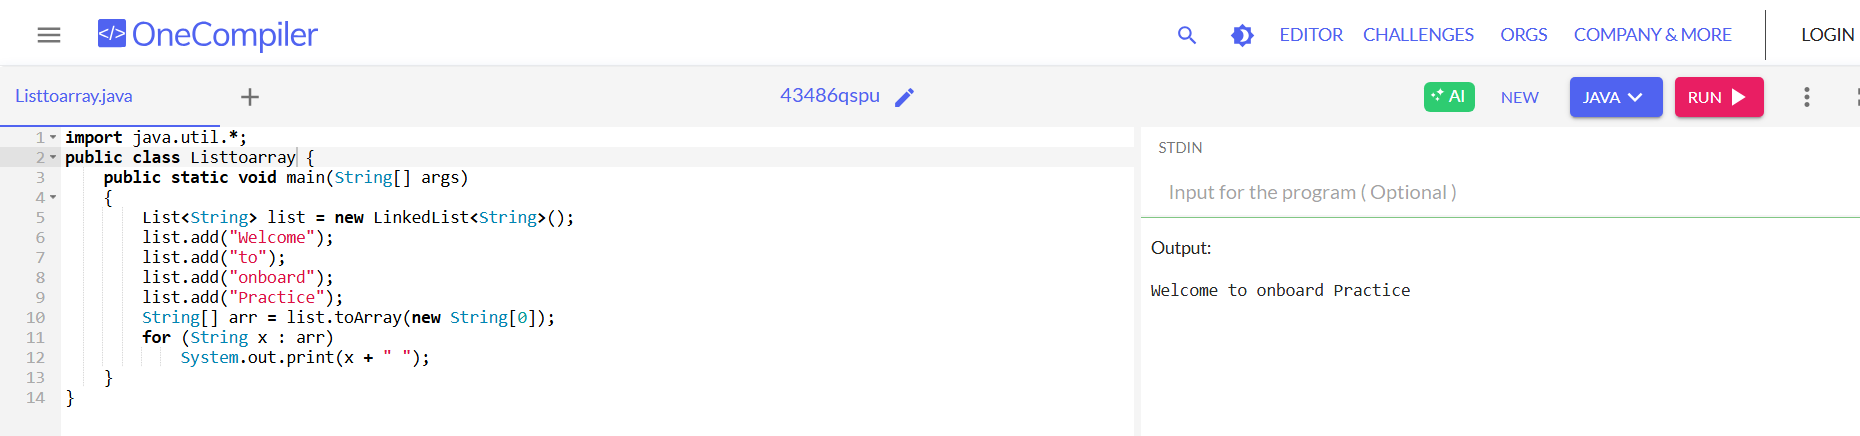 </> OneCompiler
EDITOR CHALLENGES ORGS COMPANY & MORE LOGIN
Listtoarray.java + 43486qspu AI NEW JAVA RUN
1 import java.util.*;
2 public class Listtoarray {
3     public static void main(String[] args)
4     {
5         List<String> list = new LinkedList<String>();
6         list.add("Welcome");
7         list.add("to");
8         list.add("onboard");
9         list.add("Practice");
10         String[] arr = list.toArray(new String[0]);
11         for (String x : arr)
12             System.out.print(x + " ");
13     }
14 }
STDIN
Input for the program ( Optional )
Output:
Welcome to onboard Practice